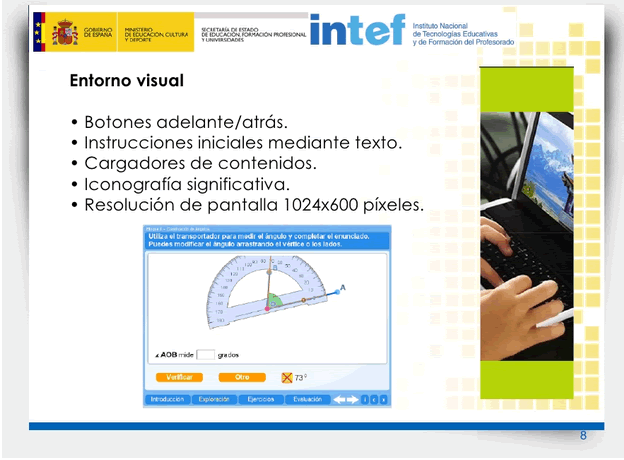 GOBIERNO
DE ESPAÑA
MINISTERIO
DE EDUCACIÓN, CULTURA
Y DEPORTE
SECRETARÍA DE ESTADO
DE EDUCACIÓN, FORMACIÓN PROFESIONAL
Y UNIVERSIDADES
intef
Instituto Nacional
de Tecnologías Educativas
y de Formación del Profesorado
Entorno visual
• Botones adelante/atrás.
• Instrucciones iniciales mediante texto.
• Cargadores de contenidos.
• Iconografía significativa.
• Resolución de pantalla 1024x600 píxeles.
Utiliza el transportador para medir el ángulo y completar el enunciado.
Puedes modificar el ángulo arrastrando el vértice o los lados.
B
A
AOB mide grados
Verificar Otro 73º
Introducción Exploración Ejercicios Evaluación
8